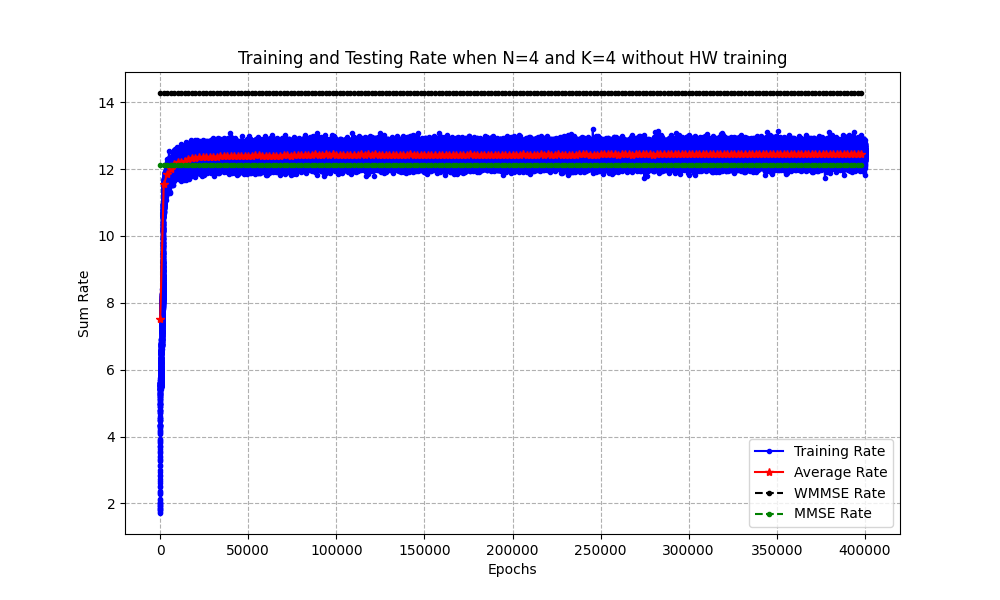 Training and Testing Rate when N=4 and K=4 without HW training
Sum Rate
14
12
10
8
6
4
2
0 50000 100000 150000 200000 250000 300000 350000 400000
Epochs
Training Rate
Average Rate
WMMSE Rate
MMSE Rate